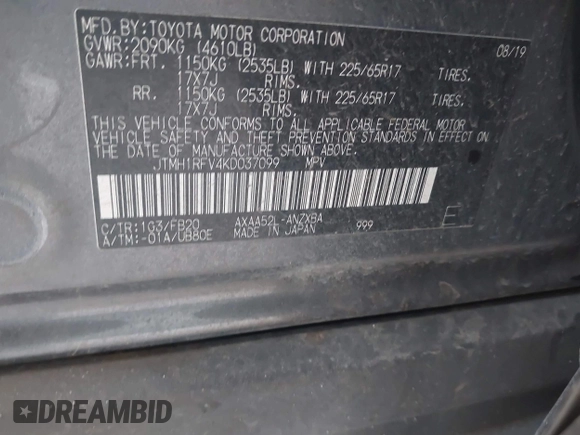 MFD.BY:TOYOTA MOTOR CORPORATION
GVWR:2090KG (4610LB) 08/19
GAWR:FRT. 1150KG (2535LB) WITH 225/65R17 TIRES.
17X7J RIMS.
RR. 1150KG (2535LB) WITH 225/65R17 TIRES.
17X7J RIMS.
THIS VEHICLE CONFORMS TO ALL APPLICABLE FEDERAL MOTOR
VEHICLE SAFETY AND THEFT PREVENTION STANDARDS IN EFFECT ON
THE DATE OF MANUFACTURE SHOWN ABOVE.
JTMH1RFV4KD037099 MPV
C/TR:1G3/FB20 AXAA52L-ANZXBA 999 E
A/TM:-01A/UB80E MADE IN JAPAN
DREAMBID